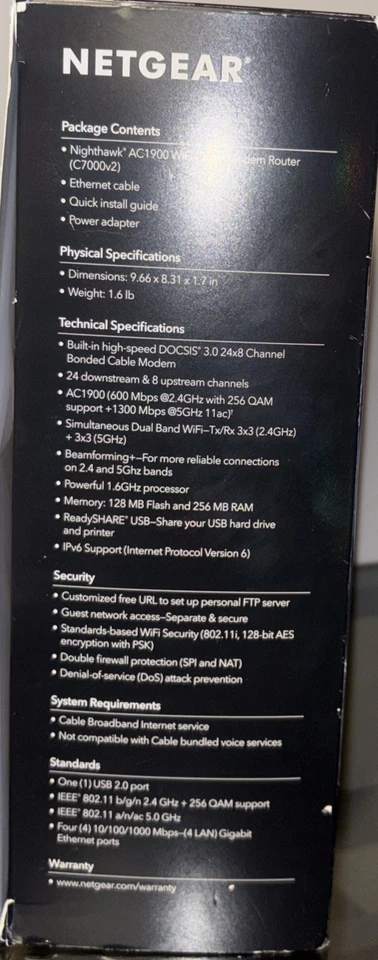 NETGEAR®
Package Contents
• Nighthawk® AC1900 dem Router
(C7000v2)
• Ethernet cable
• Quick install guide
• Power adapter
Physical Specifications
• Dimensions: 9.66 x 8.31 x 1.7 in
• Weight: 1.6 lb
Technical Specifications
• Built-in high-speed DOCSIS® 3.0 24x8 Channel
Bonded Cable Modem
• 24 downstream & 8 upstream channels
• AC1900 (600 Mbps @2.4GHz with 256 QAM
support +1300 Mbps @5GHz 11ac)†
• Simultaneous Dual Band WiFi—Tx/Rx 3x3 (2.4GHz)
+ 3x3 (5GHz)
• Beamforming+—For more reliable connections
on 2.4 and 5Ghz bands
• Powerful 1.6GHz processor
• Memory: 128 MB Flash and 256 MB RAM
• ReadySHARE® USB—Share your USB hard drive
and printer
• IPv6 Support (Internet Protocol Version 6)
Security
• Customized free URL to set up personal FTP server
• Guest network access—Separate & secure
• Standards-based WiFi Security (802.11i, 128-bit AES
encryption with PSK)
• Double firewall protection (SPI and NAT)
• Denial-of-service (DoS) attack prevention
System Requirements
• Cable Broadband Internet service
• Not compatible with Cable bundled voice services
Standards
• One (1) USB 2.0 port
• IEEE® 802.11 b/g/n 2.4 GHz + 256 QAM support
• IEEE® 802.11 a/n/ac 5.0 GHz
• Four (4) 10/100/1000 Mbps—(4 LAN) Gigabit
Ethernet ports
Warranty
• www.netgear.com/warranty